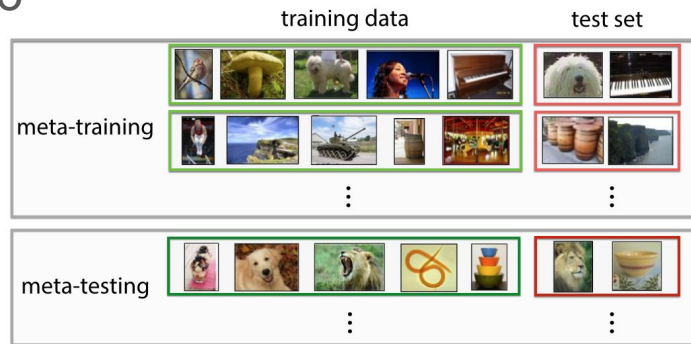 training data
test set
meta-training
⋮
⋮
meta-testing
⋮
⋮